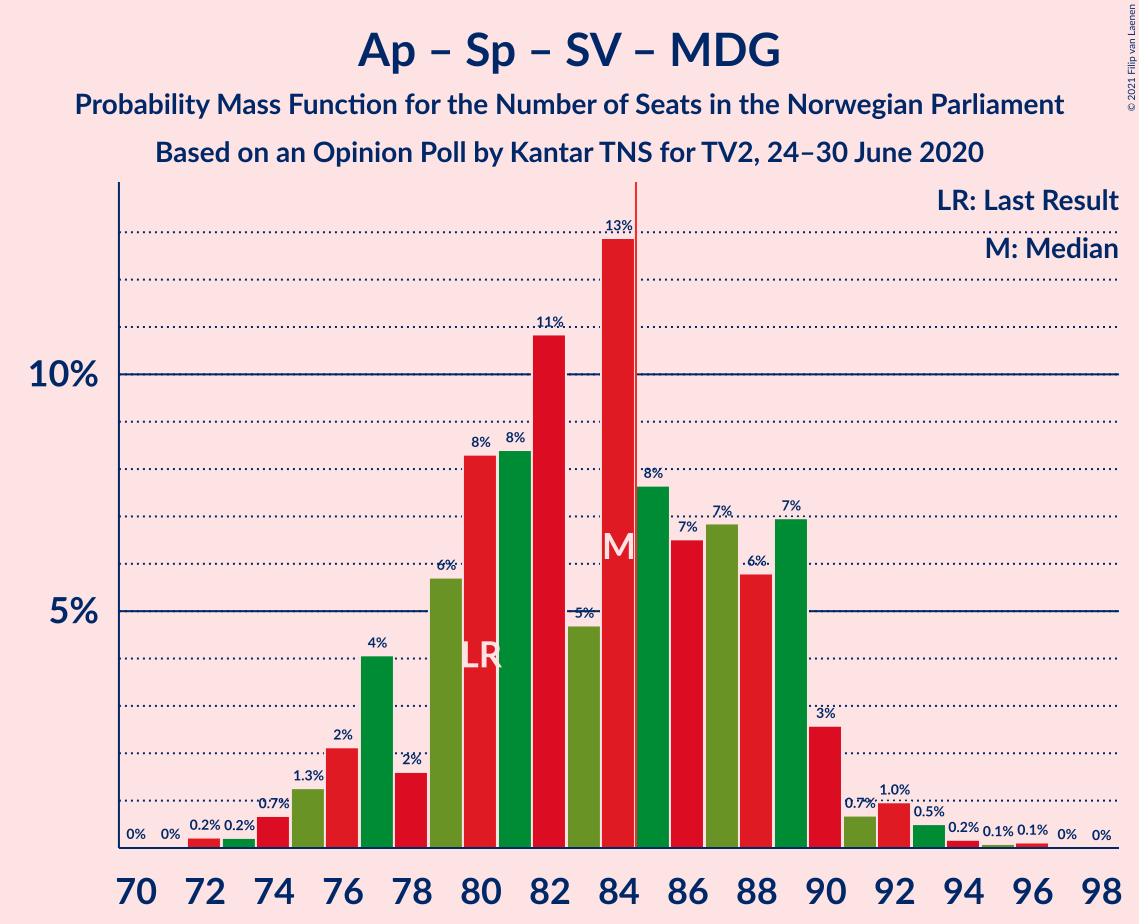 Ap – Sp – SV – MDG
Probability Mass Function for the Number of Seats in the Norwegian Parliament
Based on an Opinion Poll by Kantar TNS for TV2, 24–30 June 2020
© 2021 Filip van Laenen
LR: Last Result
M: Median
10%
5%
0% 0% 0.2% 0.2% 0.7% 1.3% 2% 4% 2% 6% 8% 8% 11% 5% 13% 8% 7% 7% 6% 7% 3% 0.7% 1.0% 0.5% 0.2% 0.1% 0.1% 0% 0%
LR
M
70 72 74 76 78 80 82 84 86 88 90 92 94 96 98